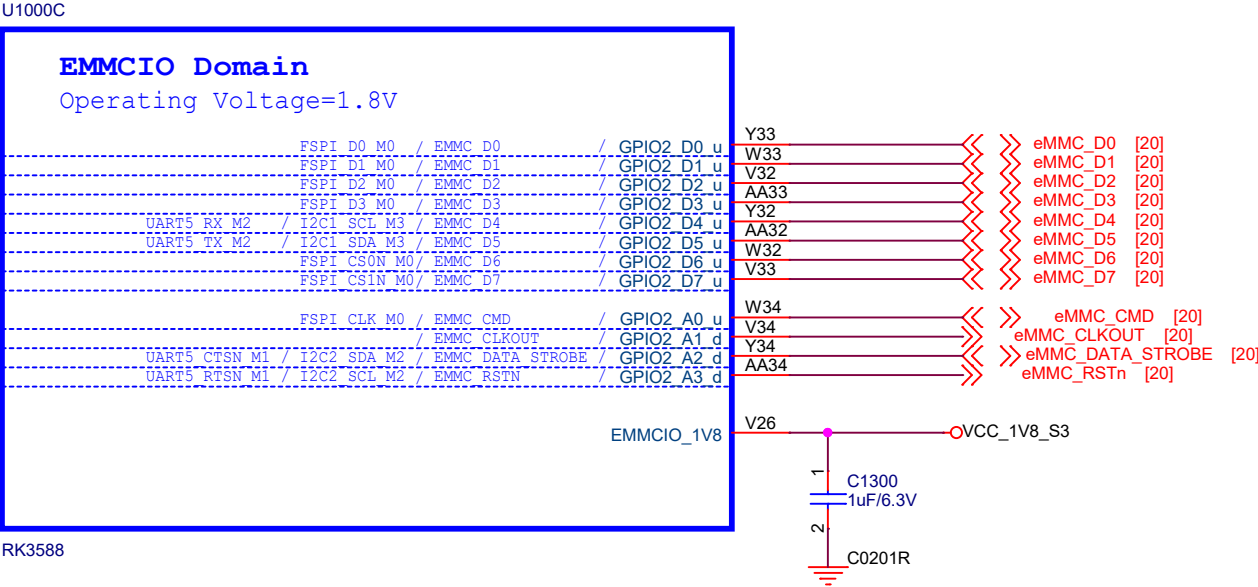 U1000C
EMMCIO Domain
Operating Voltage=1.8V
FSPI_D0_M0 / EMMC_D0 / GPIO2_D0_u Y33 eMMC_D0 [20]
FSPI_D1_M0 / EMMC_D1 / GPIO2_D1_u W33 eMMC_D1 [20]
FSPI_D2_M0 / EMMC_D2 / GPIO2_D2_u V32 eMMC_D2 [20]
FSPI_D3_M0 / EMMC_D3 / GPIO2_D3_u AA33 eMMC_D3 [20]
UART5_RX_M2 / I2C1_SCL_M3 / EMMC_D4 / GPIO2_D4_u Y32 eMMC_D4 [20]
UART5_TX_M2 / I2C1_SDA_M3 / EMMC_D5 / GPIO2_D5_u AA32 eMMC_D5 [20]
FSPI_CS0N_M0/ EMMC_D6 / GPIO2_D6_u W32 eMMC_D6 [20]
FSPI_CS1N_M0/ EMMC_D7 / GPIO2_D7_u V33 eMMC_D7 [20]
FSPI_CLK_M0 / EMMC_CMD / GPIO2_A0_u W34 eMMC_CMD [20]
/ EMMC_CLKOUT / GPIO2_A1_d V34 eMMC_CLKOUT [20]
UART5_CTSN_M1 / I2C2_SDA_M2 / EMMC_DATA_STROBE / GPIO2_A2_d Y34 eMMC_DATA_STROBE [20]
UART5_RTSN_M1 / I2C2_SCL_M2 / EMMC_RSTN / GPIO2_A3_d AA34 eMMC_RSTn [20]
EMMCIO_1V8 V26 VCC_1V8_S3
1
C1300
1uF/6.3V
2
RK3588
C0201R